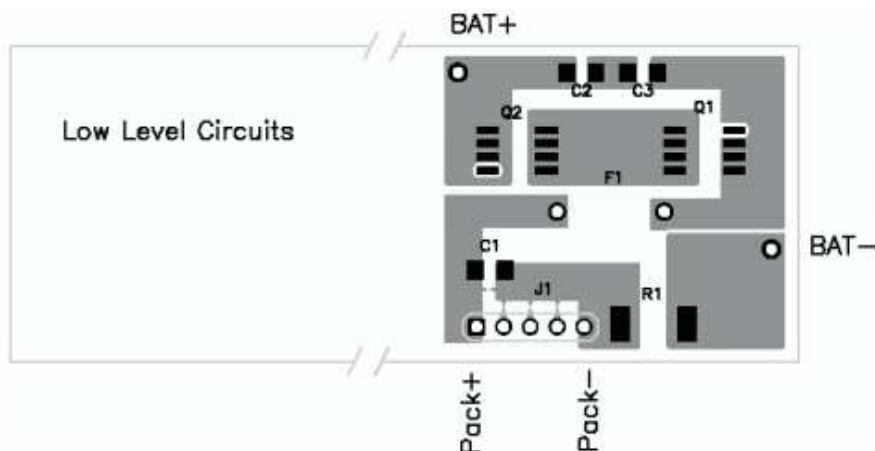 BAT+
C2 C3
Q2 Q1
Low Level Circuits
F1
C1
BAT-
J1 R1
Pack+
Pack-